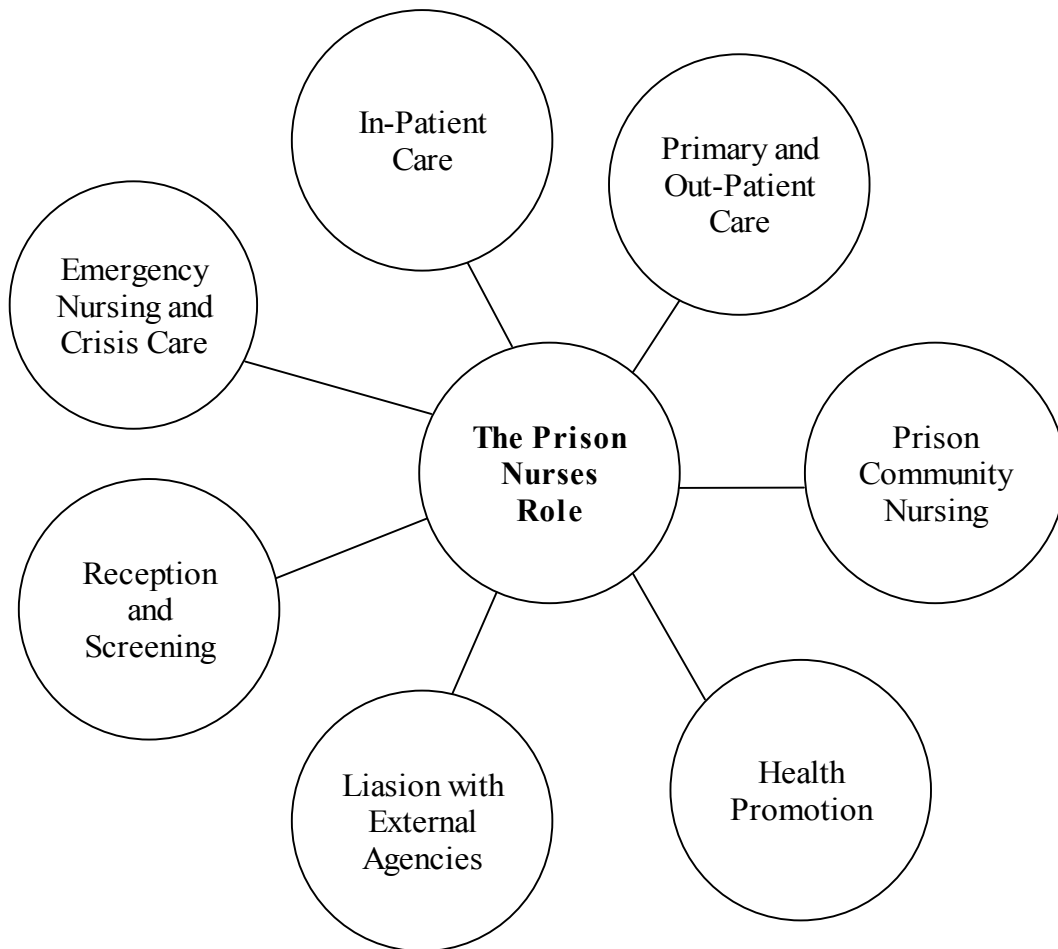 In-Patient
Care
Primary and
Out-Patient
Care
Emergency
Nursing and
Crisis Care
The Prison
Nurses
Role
Prison
Community
Nursing
Reception
and
Screening
Liasion with
External
Agencies
Health
Promotion